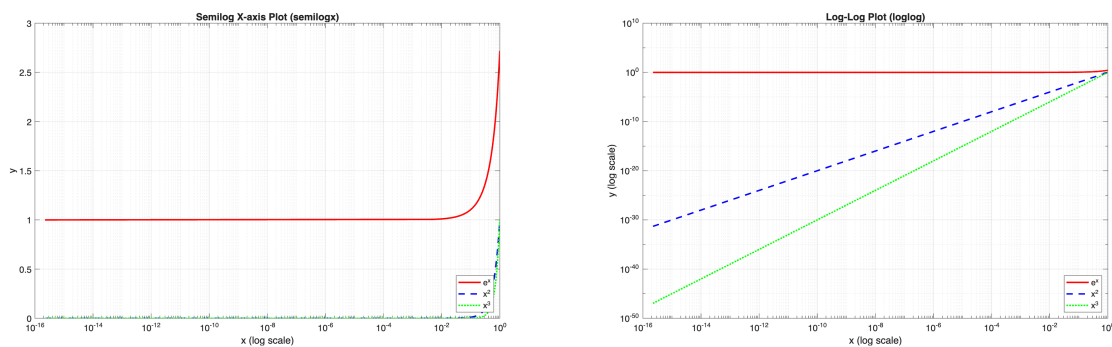 Semilog X-axis Plot (semilogx)
3
2.5
2
1.5
1
0.5
0
y
10^-16 10^-14 10^-12 10^-10 10^-8 10^-6 10^-4 10^-2 10^0
x (log scale)
e^x
x^2
x^3
Log-Log Plot (loglog)
10^10
10^0
10^-10
10^-20
10^-30
10^-40
10^-50
y (log scale)
10^-16 10^-14 10^-12 10^-10 10^-8 10^-6 10^-4 10^-2 10^0
x (log scale)
e^x
x^2
x^3